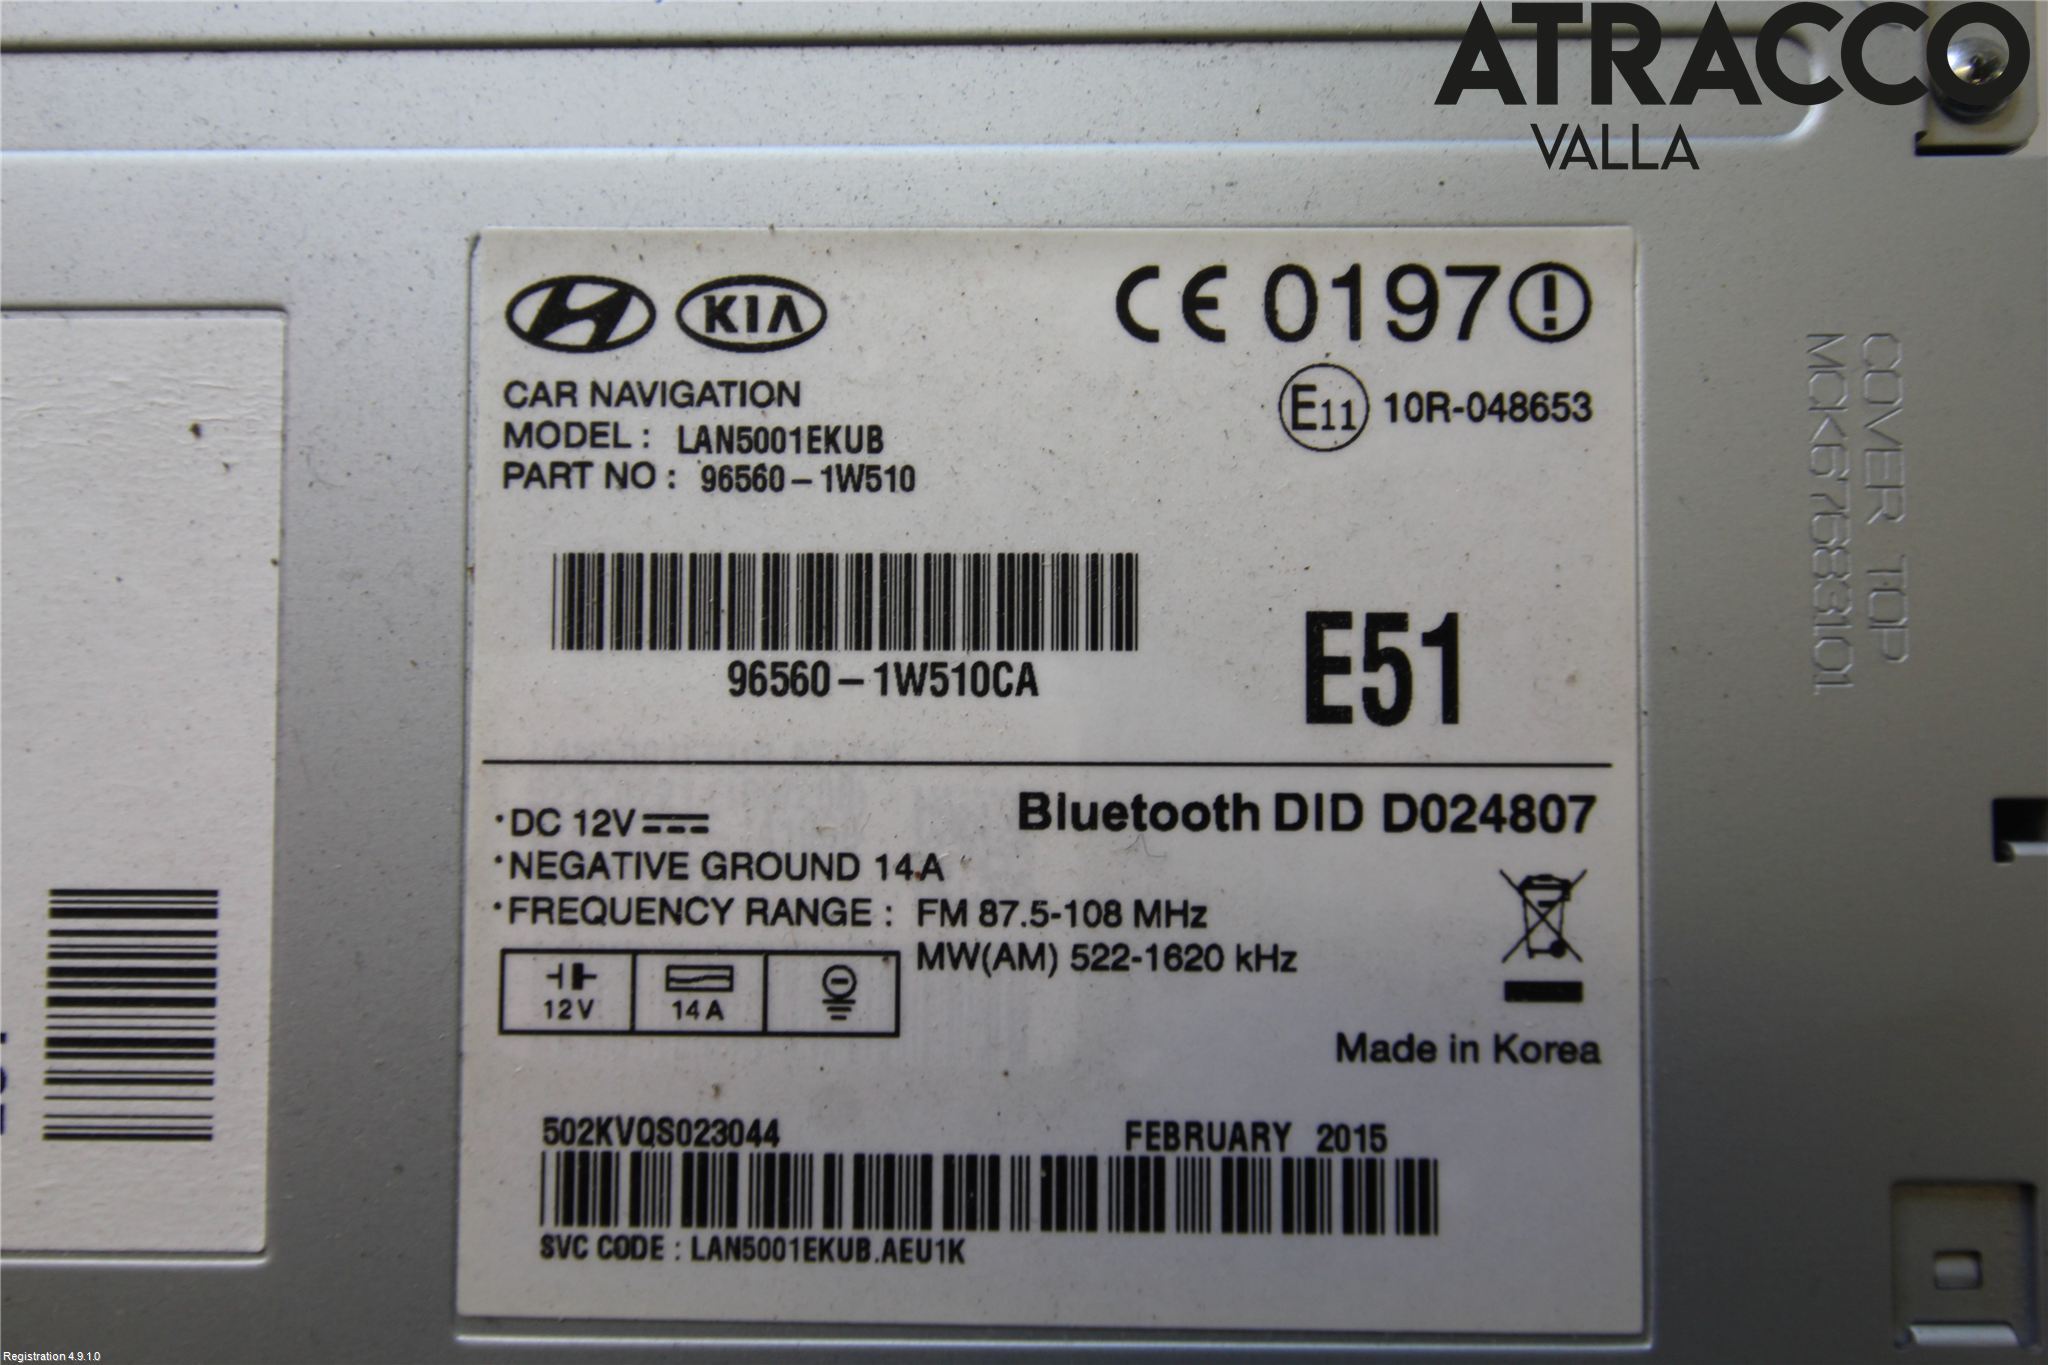 ATRACCO
VALLA
KIA
CE 0197
CAR NAVIGATION
MODEL : LAN5001EKUB
PART NO : 96560-1W510
E11 10R-048653
96560-1W510CA
E51
COVER TOP
MCK67683101
DC 12V
Bluetooth DID D024807
NEGATIVE GROUND 14A
FREQUENCY RANGE : FM 87.5-108 MHz
MW(AM) 522-1620 kHz
12V 14A
Made in Korea
502KVQS023044 FEBRUARY 2015
SVC CODE : LAN5001EKUB.AEU1K
Registration 4.9.1.0